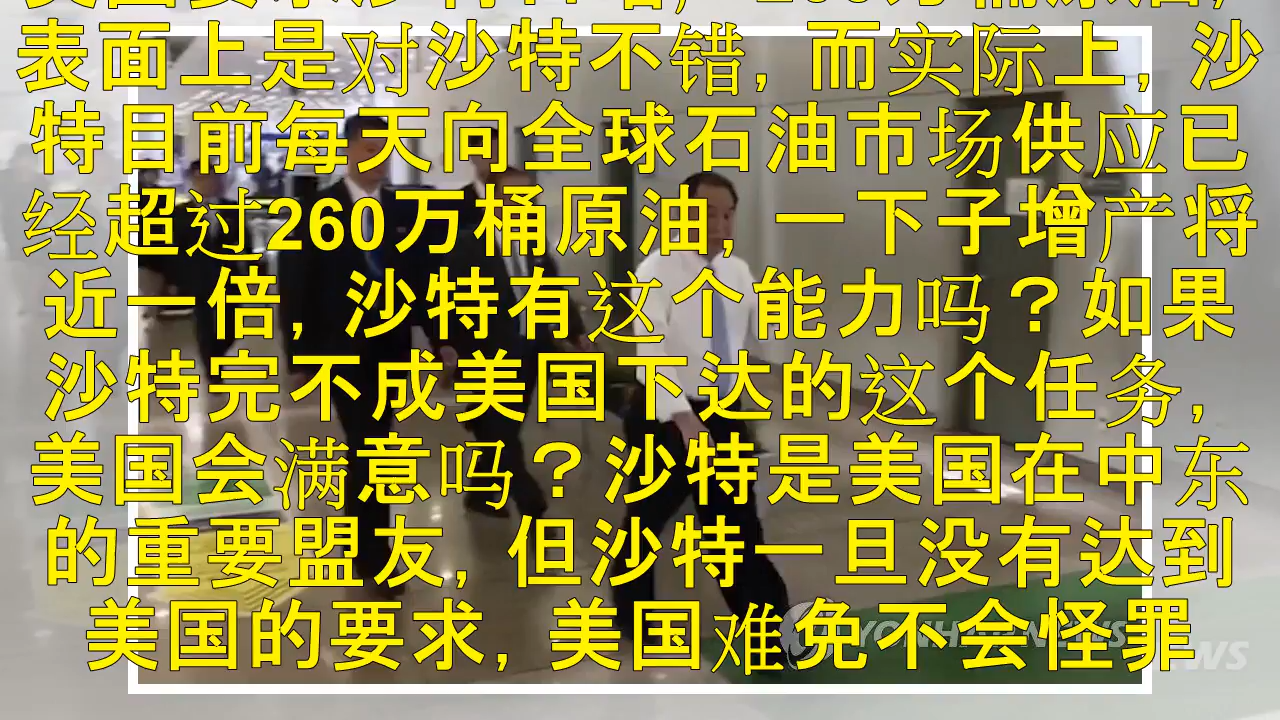 表面上是对沙特不错, 而实际上, 沙
特目前每天向全球石油市场供应已
经超过260万桶原油, 一下子增产将
近一倍, 沙特有这个能力吗？如果
沙特完不成美国下达的这个任务,
美国会满意吗？沙特是美国在中东
的重要盟友, 但沙特一旦没有达到
美国的要求, 美国难免不会怪罪
YONHAPNEWS
NEWS